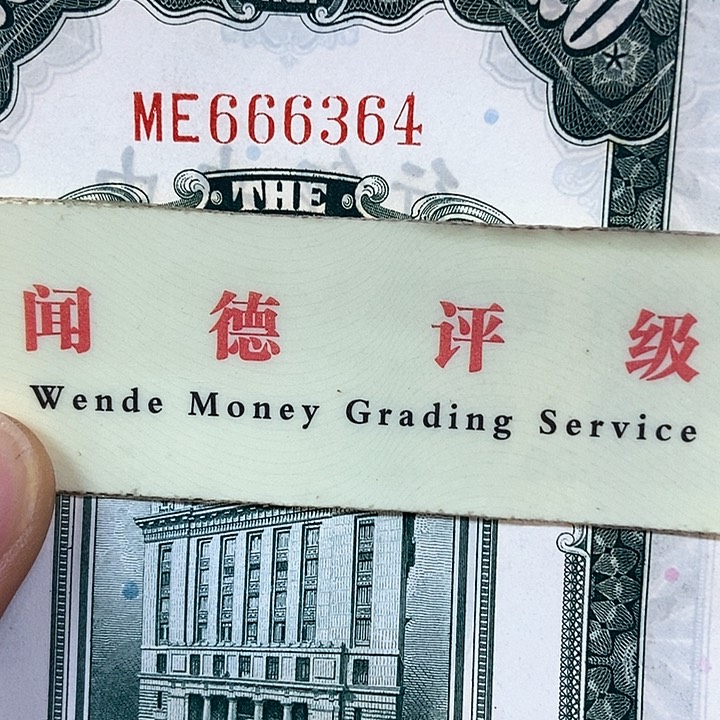 ME666364
THE
闻德评级
Wende Money Grading Service